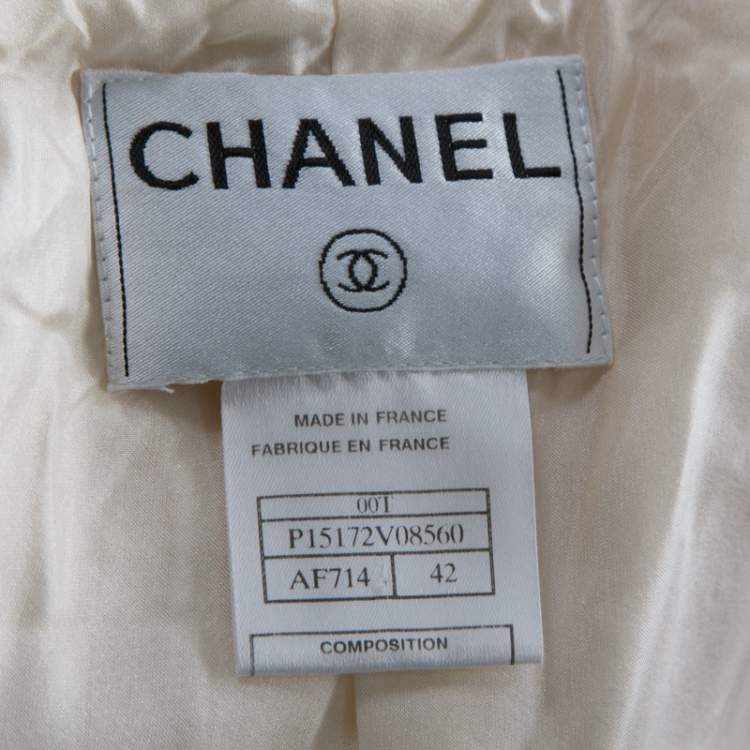 CHANEL
MADE IN FRANCE
FABRIQUE EN FRANCE
00T
P15172V08560
AF714 42
COMPOSITION